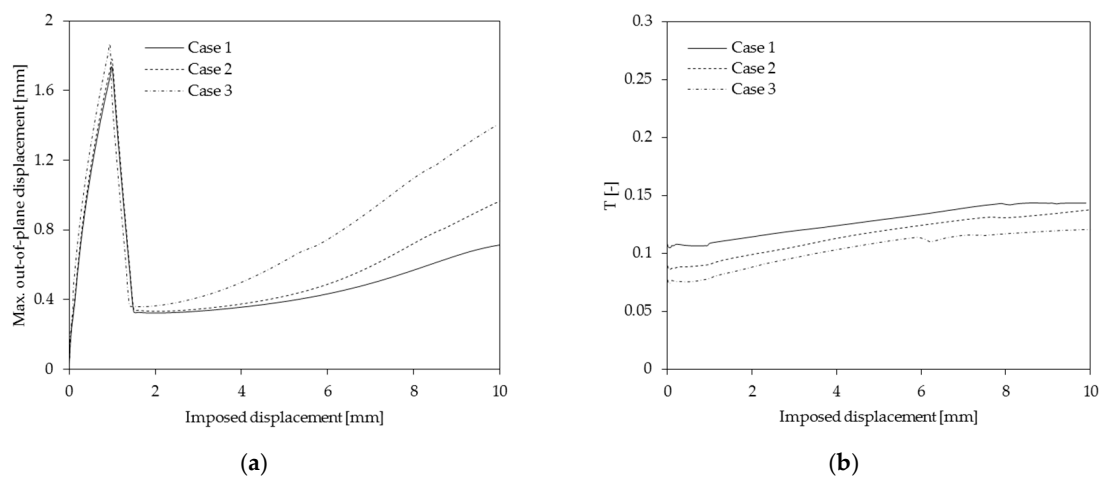 2
1.6
1.2
0.8
0.4
0
Max. out-of-plane displacement [mm]
Case 1
Case 2
Case 3
0 2 4 6 8 10
Imposed displacement [mm]
(a)
0.3
0.25
0.2
0.15
0.1
0.05
0
T [-]
Case 1
Case 2
Case 3
0 2 4 6 8 10
Imposed displacement [mm]
(b)